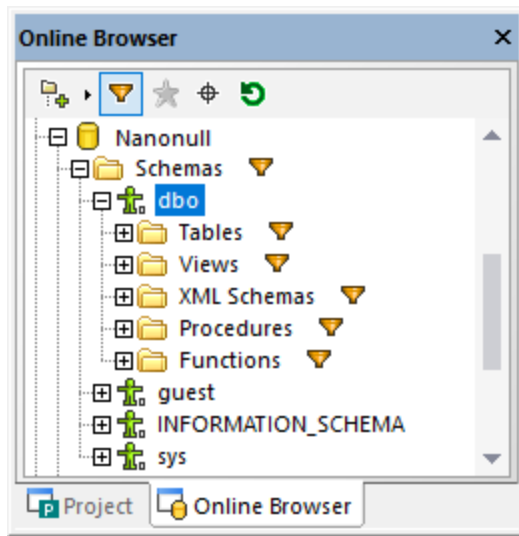 Online Browser
Nanonull
Schemas
dbo
Tables
Views
XML Schemas
Procedures
Functions
guest
INFORMATION_SCHEMA
sys
Project Online Browser